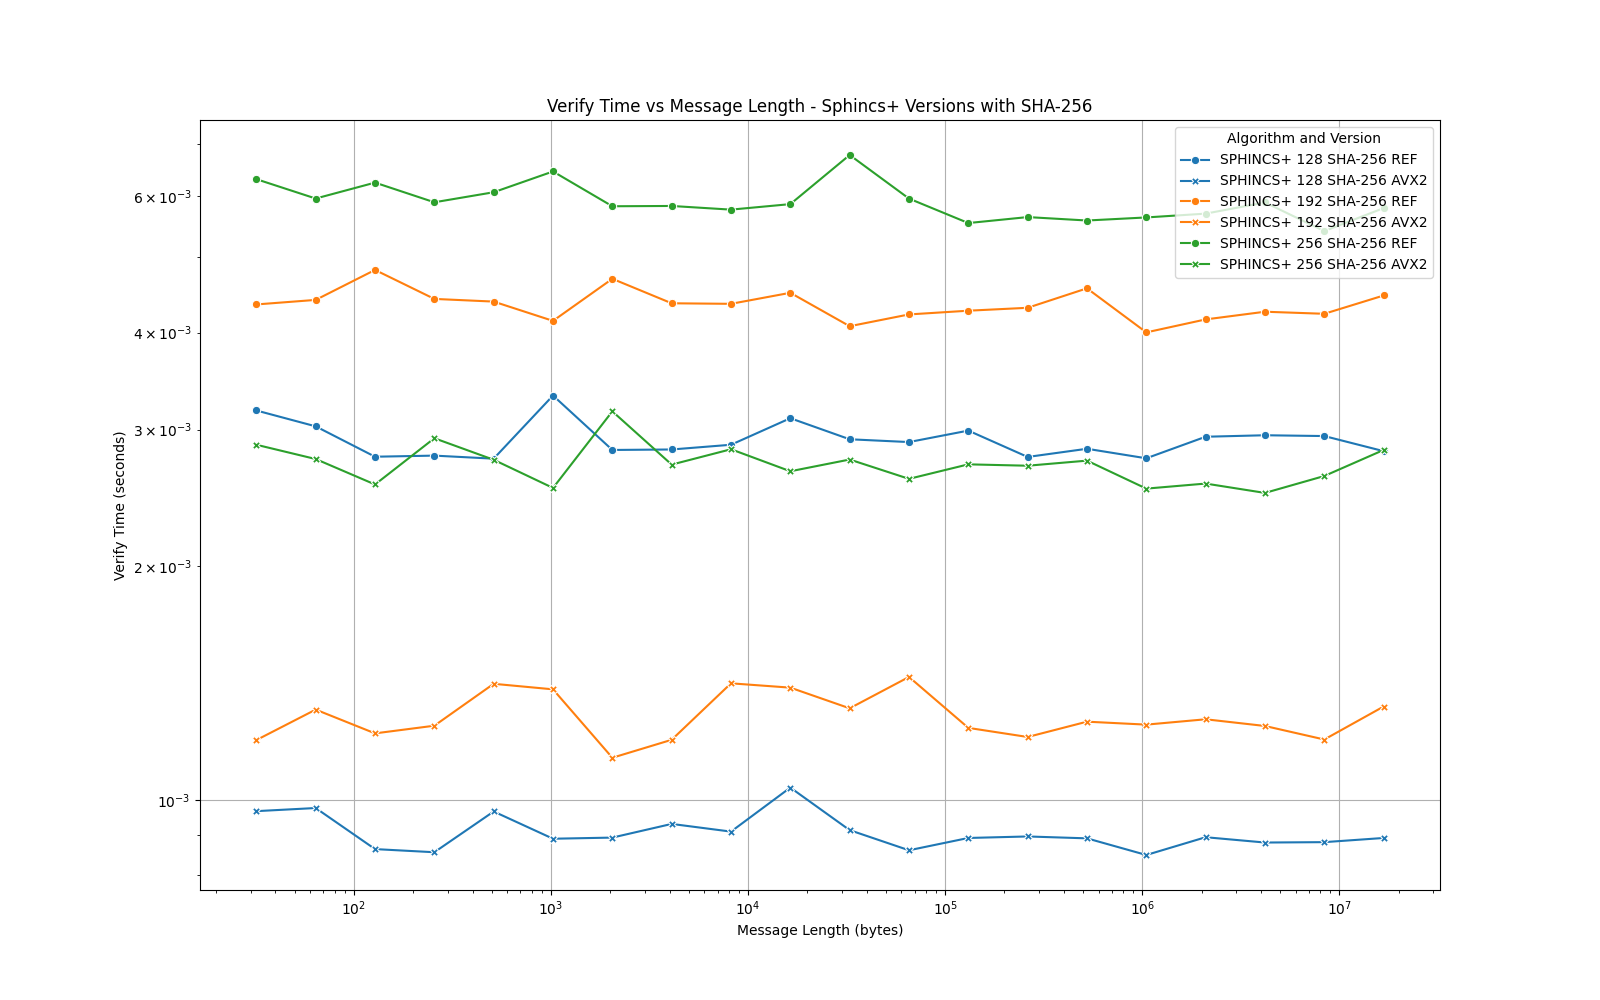 Verify Time vs Message Length - Sphincs+ Versions with SHA-256
Algorithm and Version
SPHINCS+ 128 SHA-256 REF
SPHINCS+ 128 SHA-256 AVX2
SPHINCS+ 192 SHA-256 REF
SPHINCS+ 192 SHA-256 AVX2
SPHINCS+ 256 SHA-256 REF
SPHINCS+ 256 SHA-256 AVX2
Verify Time (seconds)
6 × 10⁻³
4 × 10⁻³
3 × 10⁻³
2 × 10⁻³
10⁻³
10² 10³ 10⁴ 10⁵ 10⁶ 10⁷
Message Length (bytes)